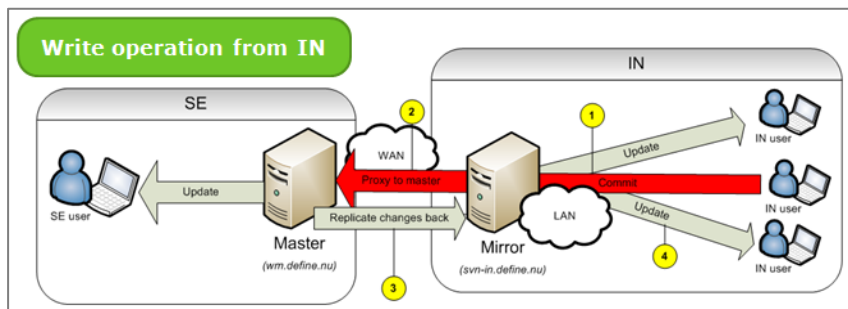 Write operation from IN
IN
SE
1
2
WAN
Update
IN user
Proxy to master
Commit
Update
SE user
Replicate changes back
LAN
Update
IN user
Master
(wm.define.nu)
Mirror
(svn-in.define.nu)
3
4
IN user